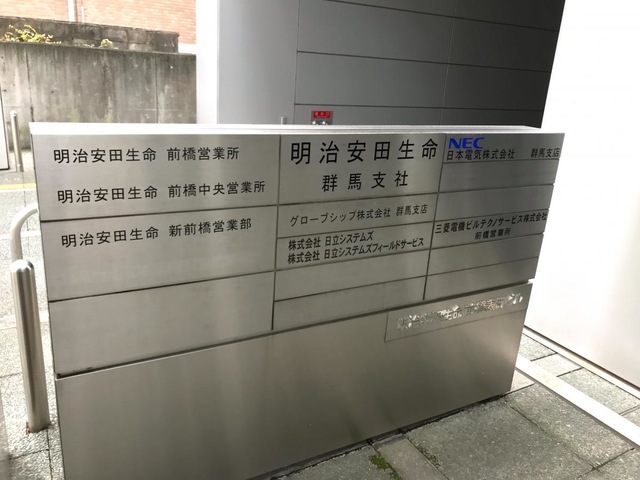 明治安田生命 前橋営業所
明治安田生命 前橋中央営業所
明治安田生命 新前橋営業部
明治安田生命
群馬支社
グローブシップ株式会社 群馬支店
株式会社 日立システムズ
株式会社 日立システムズフィールドサービス
NEC
日本電気株式会社 群馬支店
三菱電機ビルテクノサービス株式会社
前橋営業所